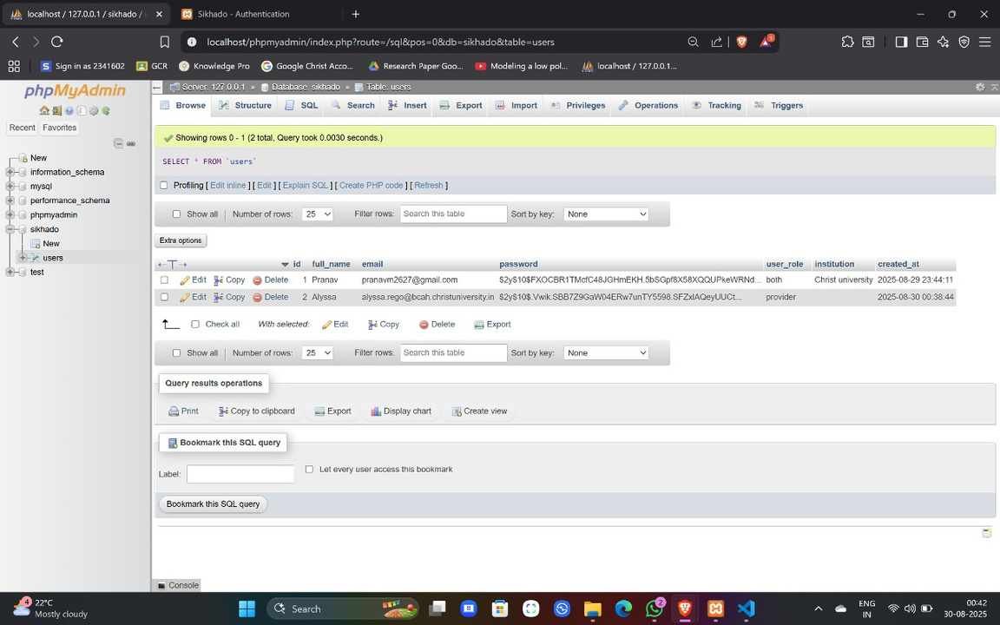 localhost / 127.0.0.1 / sikhado / 
Sikhado - Authentication
localhost/phpmyadmin/index.php?route=/sql&pos=0&db=sikhado&table=users
1
Sign in as 2341602
GCR
Knowledge Pro
Google Christ Acco...
Research Paper Goo...
Modeling a low pol...
localhost / 127.0.0.1...
phpMyAdmin
Recent
Favorites
New
information_schema
mysql
performance_schema
phpmyadmin
sikhado
New
users
test
Server: 127.0.0.1 » Database: sikhado » Table: users
Browse
Structure
SQL
Search
Insert
Export
Import
Privileges
Operations
Tracking
Triggers
Showing rows 0 - 1 (2 total, Query took 0.0030 seconds.)
SELECT * FROM `users`
Profiling [ Edit inline ] [ Edit ] [ Explain SQL ] [ Create PHP code ] [ Refresh ]
Show all | Number of rows: 25 Filter rows: Search this table Sort by key: None
Extra options
id full_name email password user_role institution created_at
Edit Copy Delete 1 Pranav pranavm2627@gmail.com $2y$10$FXOCBR1TMcfC48JGHmEKH.5bSGpf8X58XQQUPkeWRNd... both Christ university 2025-08-29 23:44:11
Edit Copy Delete 2 Alyssa alyssa.rego@bcah.christuniversity.in $2y$10$.Vwik.SBB7Z9GaW04ERw7unTY5598.SFZxlAQeyUUCt... provider 2025-08-30 00:38:44
Check all With selected: Edit Copy Delete Export
Show all | Number of rows: 25 Filter rows: Search this table Sort by key: None
Query results operations
Print Copy to clipboard Export Display chart Create view
Bookmark this SQL query
Label:
Let every user access this bookmark
Bookmark this SQL query
Console
4
22°C
Mostly cloudy
Search
2
ENG
IN
00:42
30-08-2025